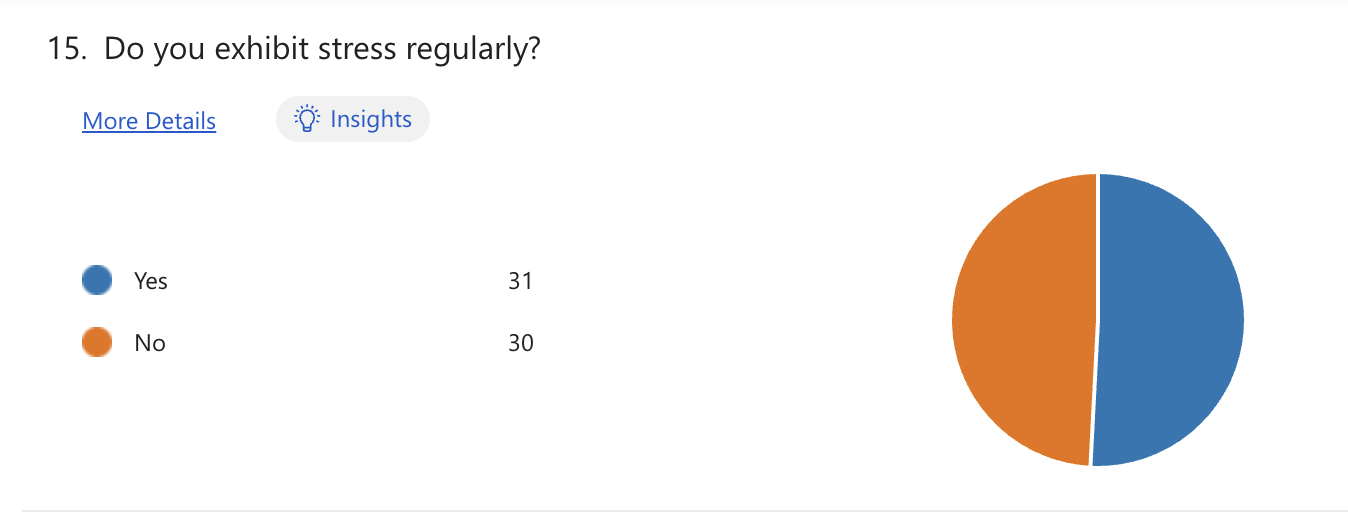 15. Do you exhibit stress regularly?
More Details
Insights
Yes 31
No 30